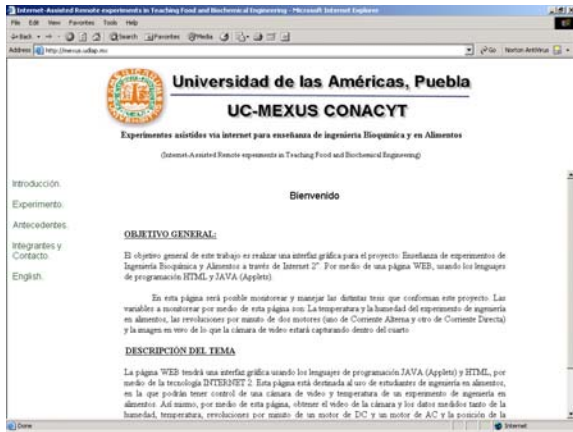 Internet-Assisted Remote experiments in Teaching Food and Biochemical Engineering - Microsoft Internet Explorer
File Edit View Favorites Tools Help
Back Search Favorites Media
Address http://mexus.udlap.mx Go Norton AntiVirus
Universidad de las Américas, Puebla
UC-MEXUS CONACYT
Experimentos asistidos via internet para enseñanza de ingeniería Bioquímica y en Alimentos
(Internet-Assisted Remote experiments in Teaching Food and Biochemical Engineering)
Introducción.
Experimento.
Antecedentes.
Integrantes y
Contacto.
English.
Bienvenido
OBJETIVO GENERAL:
El objetivo general de este trabajo es realizar una interfaz gráfica para el proyecto: Enseñanza de experimentos de
Ingeniería Bioquímica y Alimentos a través de Internet 2". Por medio de una página WEB, usando los lenguajes
de programación HTML y JAVA (Applets).
En esta página será posible monitorear y manejar las distintas tesis que conforman este proyecto. Las
variables a monitorear por medio de esta página son: La temperatura y la humedad del experimento de ingeniería
en alimentos, las revoluciones por minuto de dos motores (uno de Corriente Alterna y otro de Corriente Directa)
y la imagen en vivo de lo que la cámara de video estará capturando dentro del cuarto.
DESCRIPCIÓN DEL TEMA
La página WEB tendrá una interfaz gráfica usando los lenguajes de programación JAVA (Applets) y HTML, por
medio de la tecnología INTERNET 2. Esta página está destinada al uso de estudiantes de ingeniería en alimentos,
en la que podrán tener control de una cámara de video y temperatura de un experimento de ingeniería en
alimentos. Así mismo, por medio de esta página, obtener el video de la cámara y los datos medidos tanto de la
humedad, temperatura, revoluciones por minuto de un motor de DC y un motor de AC y la posición de la
Done Internet